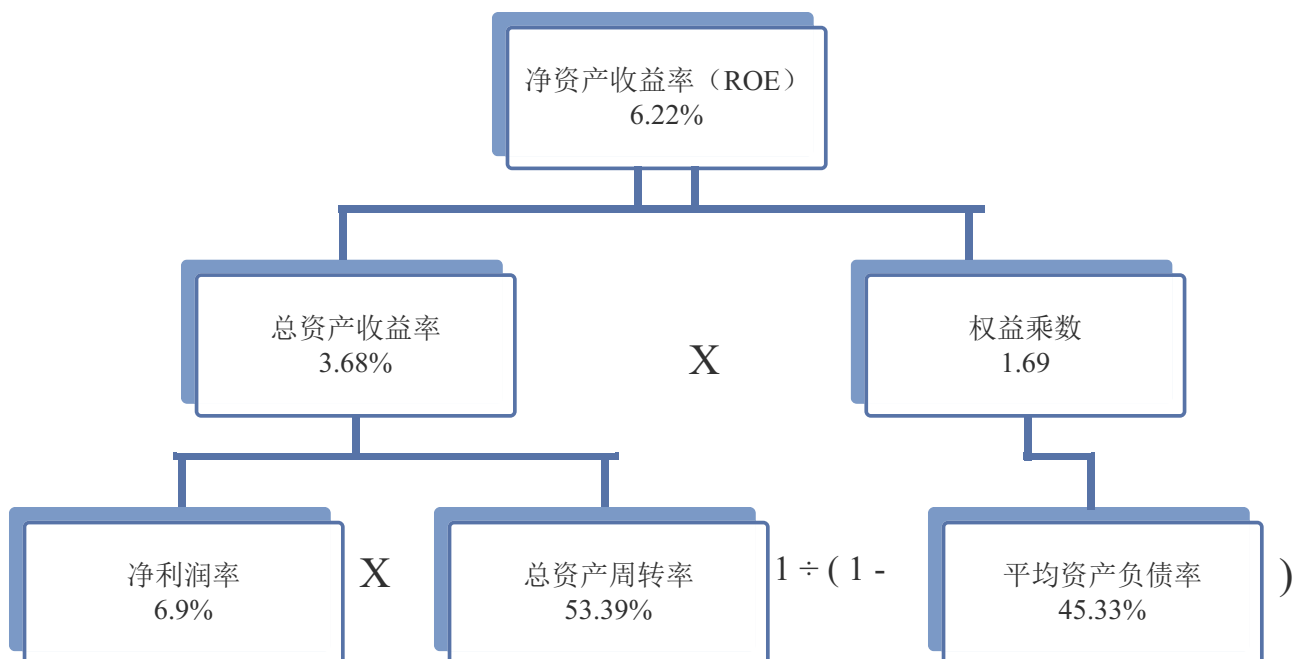 净资产收益率（ROE）
6.22%
总资产收益率
3.68%
X
权益乘数
1.69
净利润率
6.9%
X
总资产周转率
53.39%
1 ÷ ( 1 -
平均资产负债率
45.33%
)